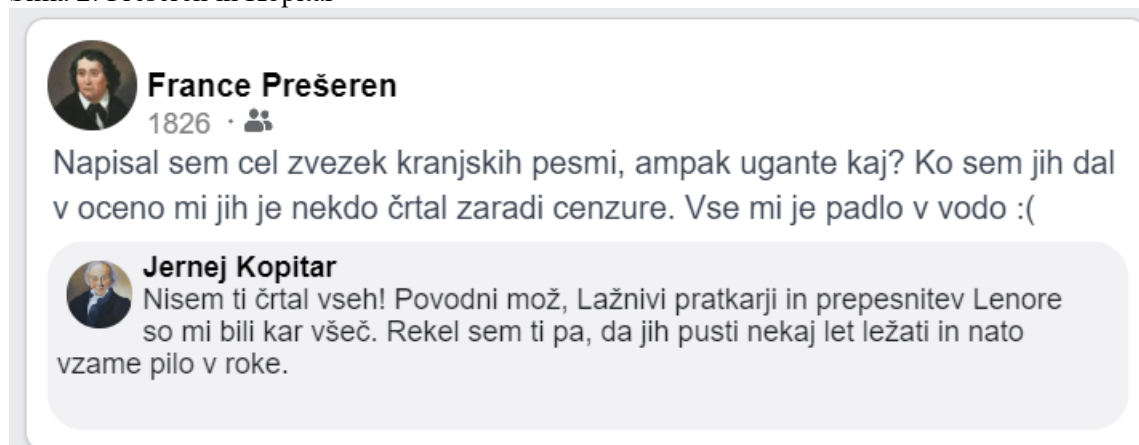 France Prešeren
1826 ·
Napisal sem cel zvezek kranjskih pesmi, ampak ugante kaj? Ko sem jih dal
v oceno mi jih je nekdo črtal zaradi cenzure. Vse mi je padlo v vodo :(
Jernej Kopitar
Nisem ti črtal vseh! Povodni mož, Lažnivi pratkarji in prepesnitev Lenore
so mi bili kar všeč. Rekel sem ti pa, da jih pusti nekaj let ležati in nato
vzame pilo v roke.